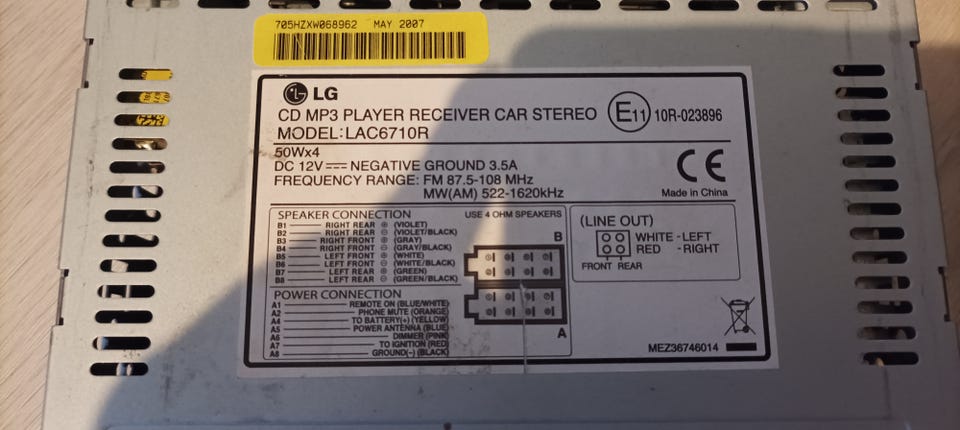 705HZXW068962 MAY 2007
LG
CD MP3 PLAYER RECEIVER CAR STEREO
MODEL:LAC6710R
E11 10R-023896
50Wx4
DC 12V NEGATIVE GROUND 3.5A
FREQUENCY RANGE: FM 87.5-108 MHz
MW(AM) 522-1620kHz
CE
Made in China
SPEAKER CONNECTION
B1 RIGHT REAR ⊕ (VIOLET)
B2 RIGHT REAR ⊖ (VIOLET/BLACK)
B3 RIGHT FRONT ⊕ (GRAY)
B4 RIGHT FRONT ⊖ (GRAY/BLACK)
B5 LEFT FRONT ⊕ (WHITE)
B6 LEFT FRONT ⊖ (WHITE/BLACK)
B7 LEFT REAR ⊕ (GREEN)
B8 LEFT REAR ⊖ (GREEN/BLACK)
POWER CONNECTION
A1 REMOTE ON (BLUE/WHITE)
A2 PHONE MUTE (ORANGE)
A4 TO BATTERY(+) (YELLOW)
A5 POWER ANTENNA (BLUE)
A6 DIMMER (PINK)
A7 TO IGNITION (RED)
A8 GROUND(-) (BLACK)
USE 4 OHM SPEAKERS
B
A
(LINE OUT)
WHITE - LEFT
RED - RIGHT
FRONT REAR
MEZ36746014